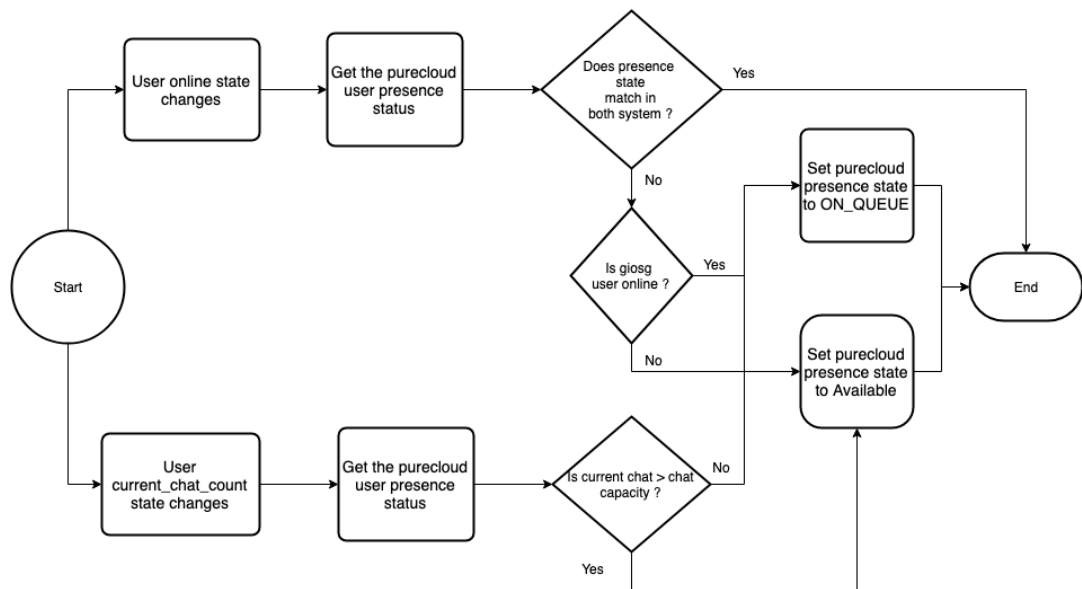 User online state
changes
Get the purecloud
user presence
status
Does presence
state
match in
both system ?
Yes
No
Set purecloud
presence state
to ON_QUEUE
Start
Is giosg
user online ?
Yes
End
No
Set purecloud
presence state
to Available
User
current_chat_count
state changes
Get the purecloud
user presence
status
Is current chat > chat
capacity ?
No
Yes